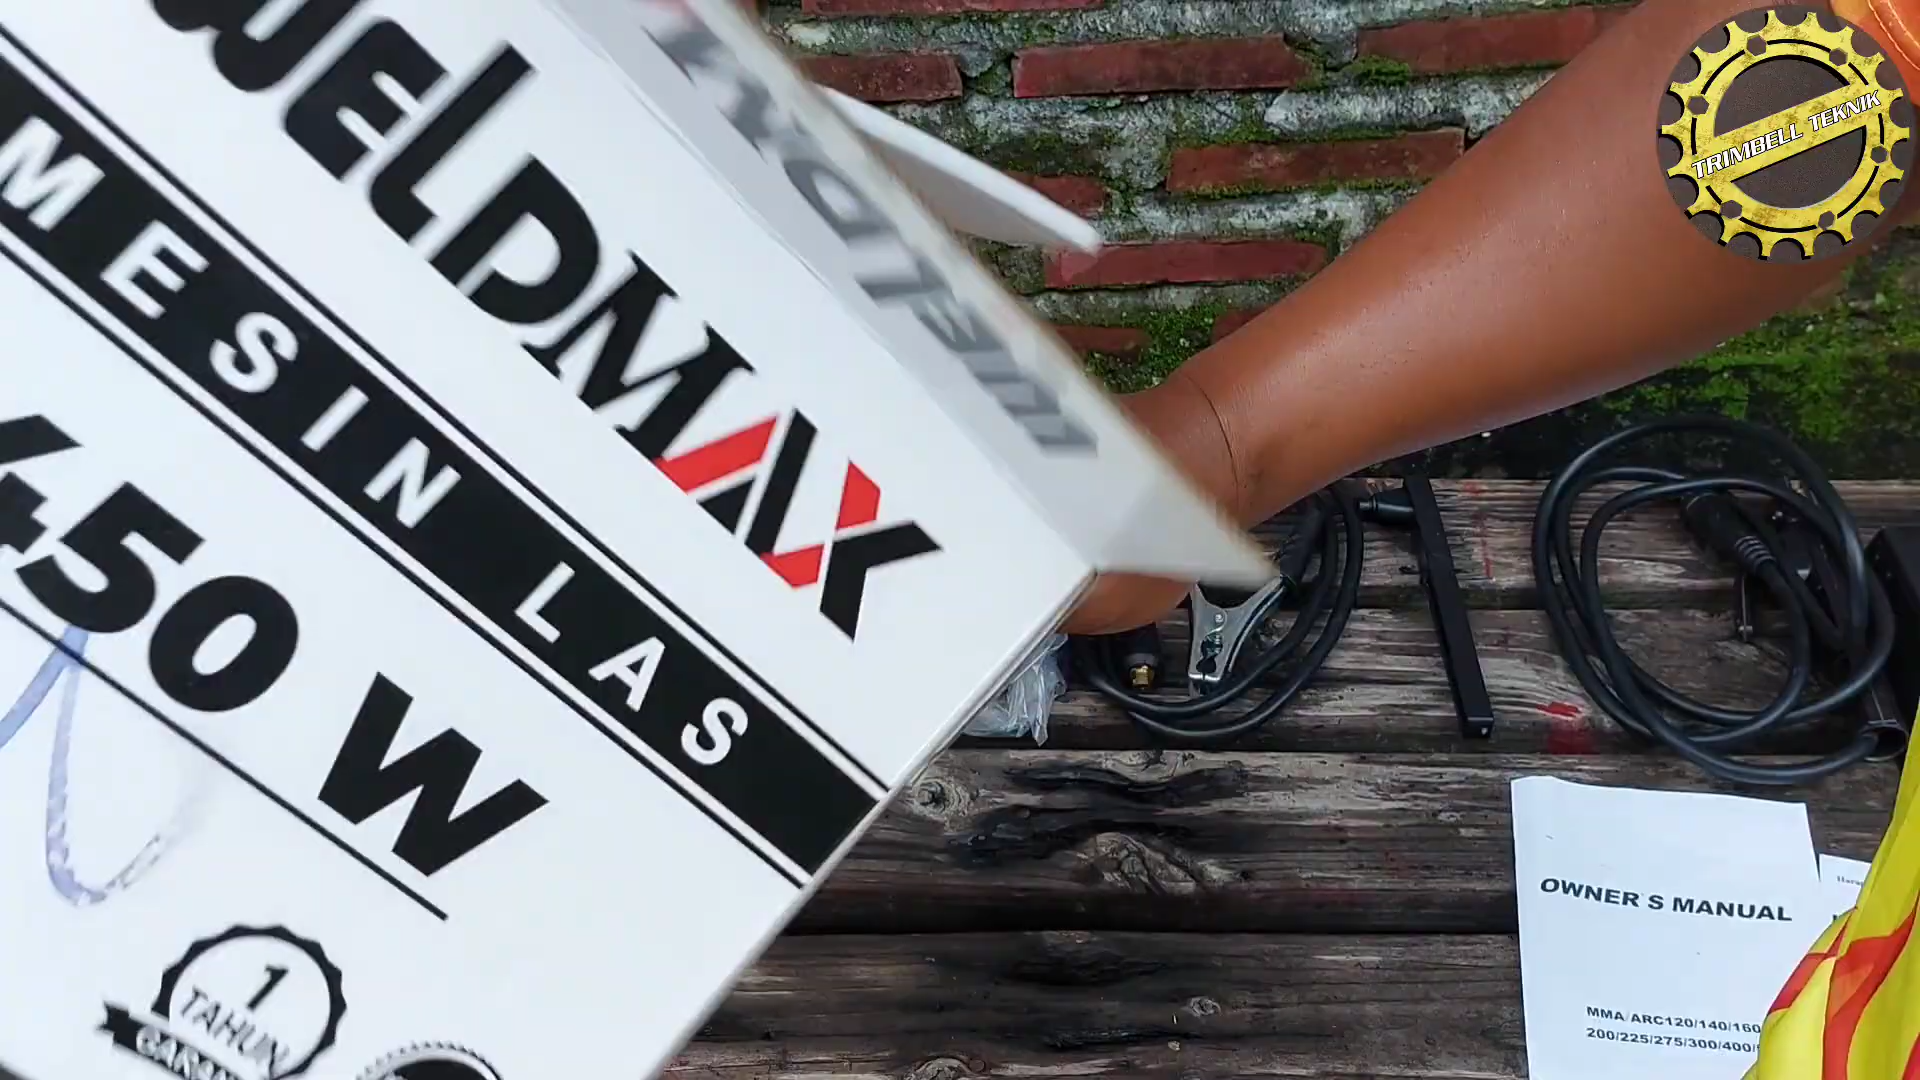 WELDMAX
WELDMAX
MESIN LAS
450 W
1
TAHUN
TRIMBELL TEKNIK
OWNER'S MANUAL
MMA/ARC120/140/160
200/225/275/300/400/